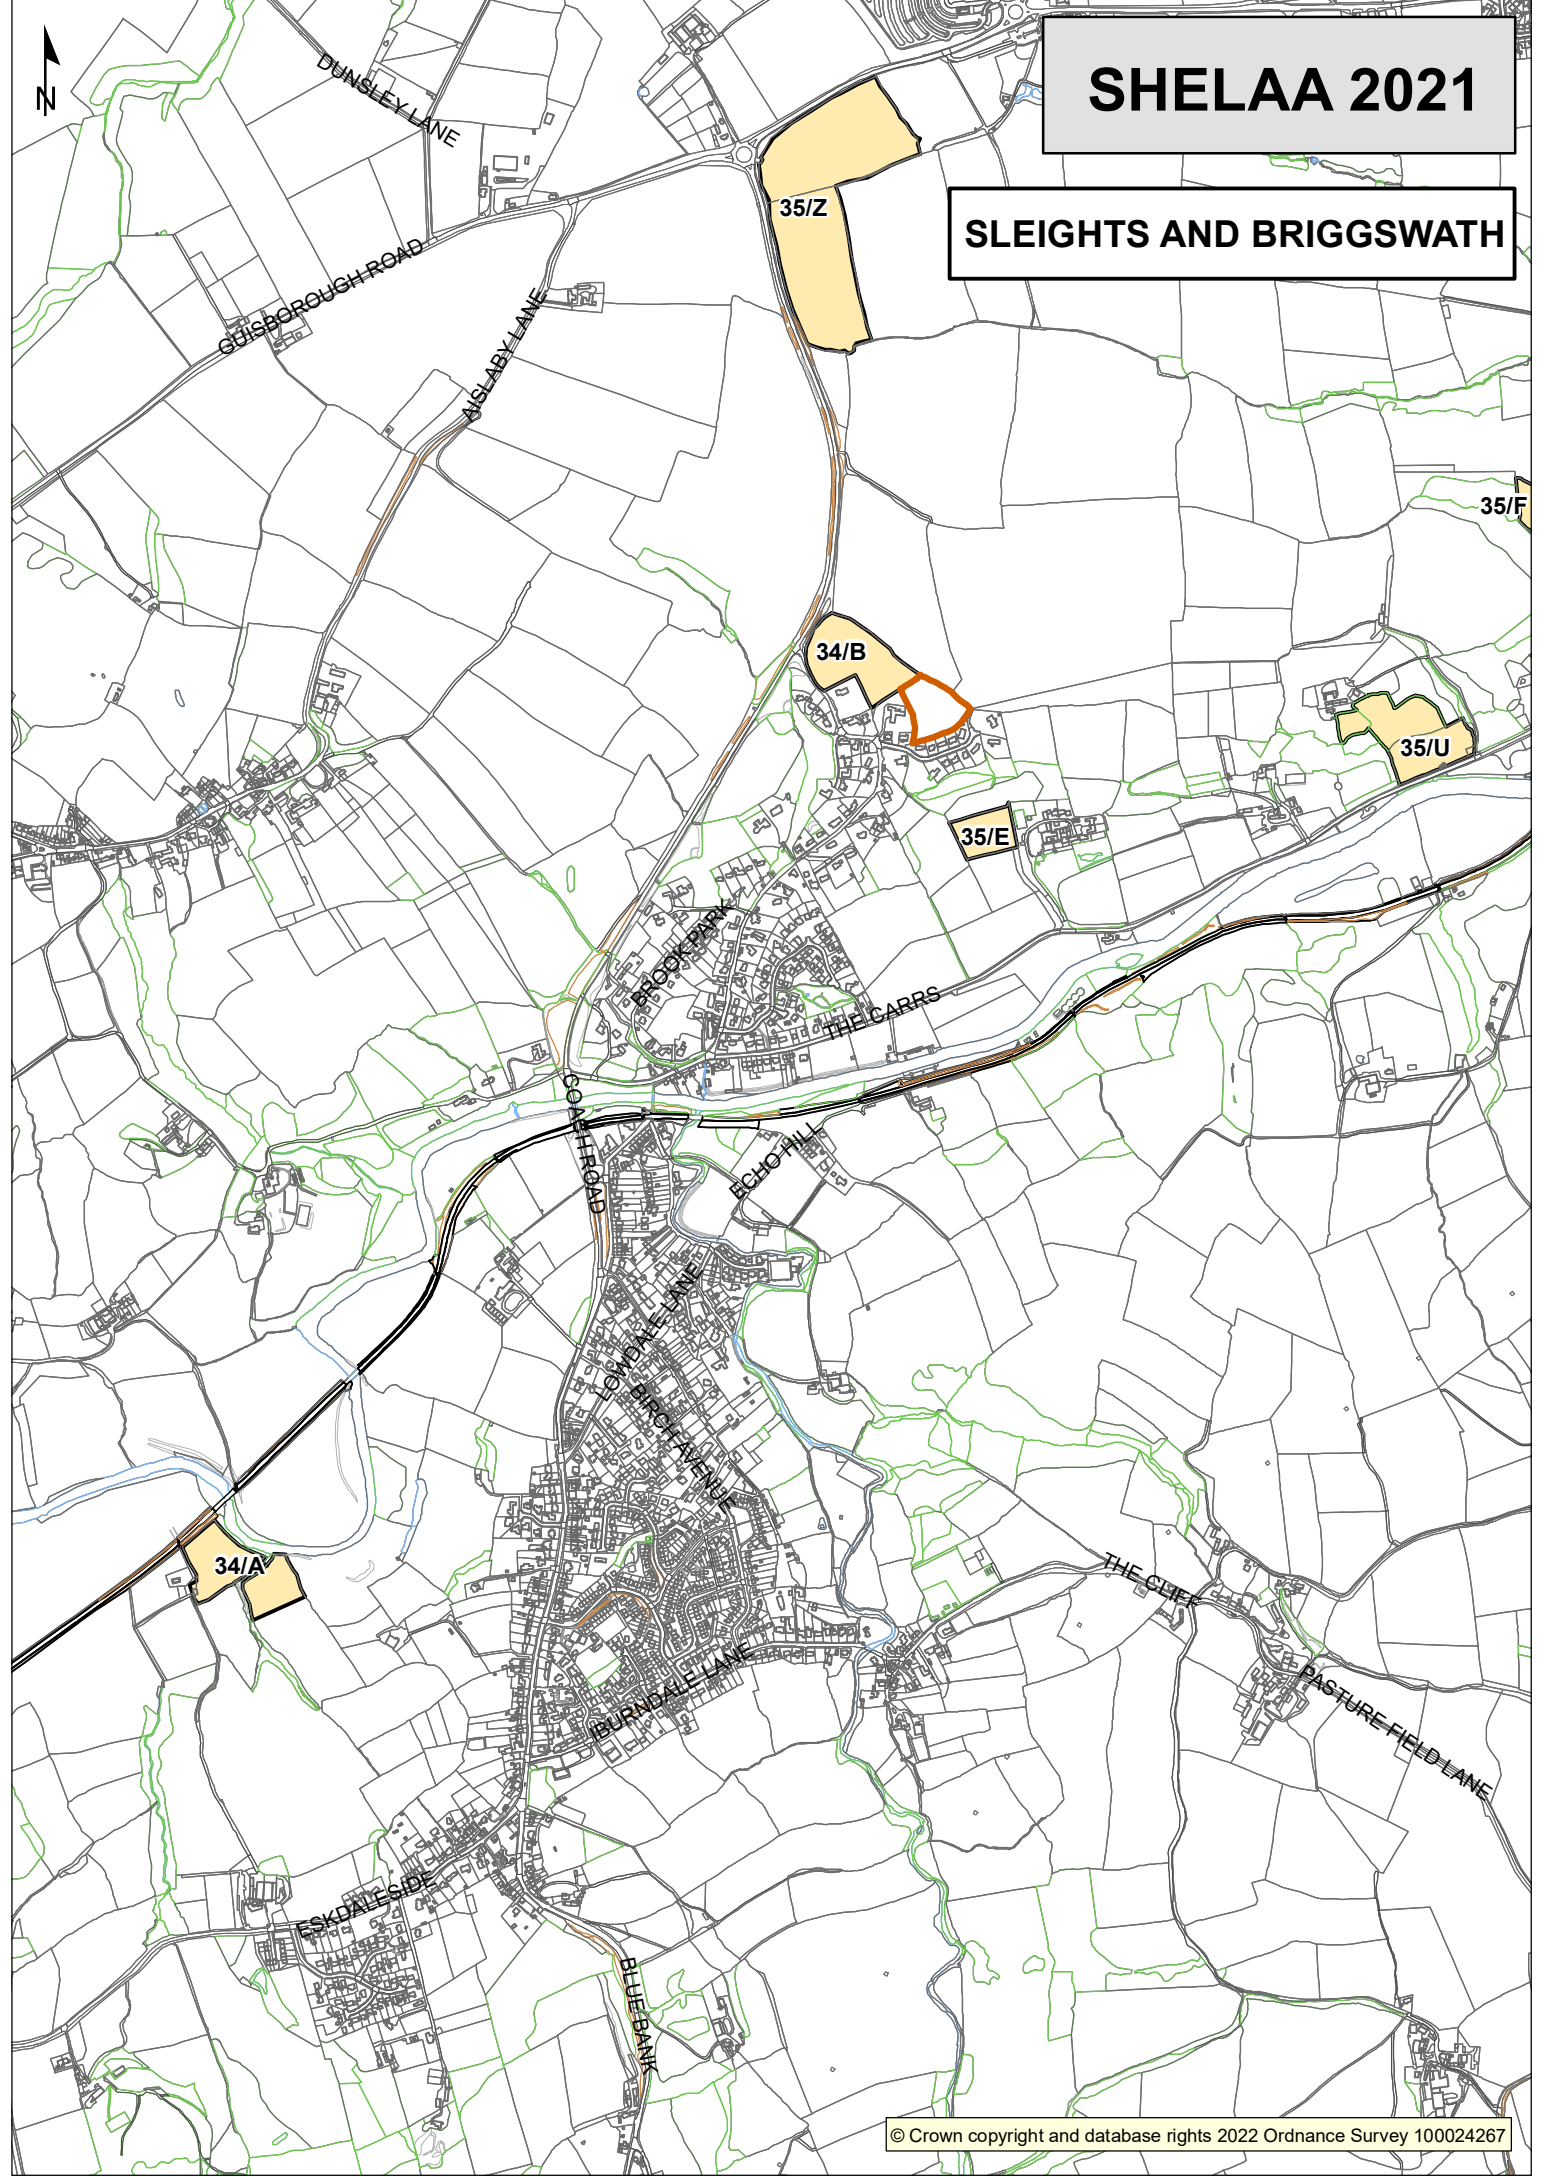 SHELAA 2021
SLEIGHTS AND BRIGGSWATH
N
DUNSLEY LANE
35/Z
GUISBOROUGH ROAD
AISLABY LANE
35/F
34/B
35/U
35/E
BROOK PARK
THE CARRS
COACH ROAD
ECHO HILL
LOWDALE LANE
BIRCH AVENUE
34/A
THE CLIFF
IBURNDALE LANE
PASTURE FIELD LANE
ESKDALESIDE
BLUE BANK
© Crown copyright and database rights 2022 Ordnance Survey 100024267